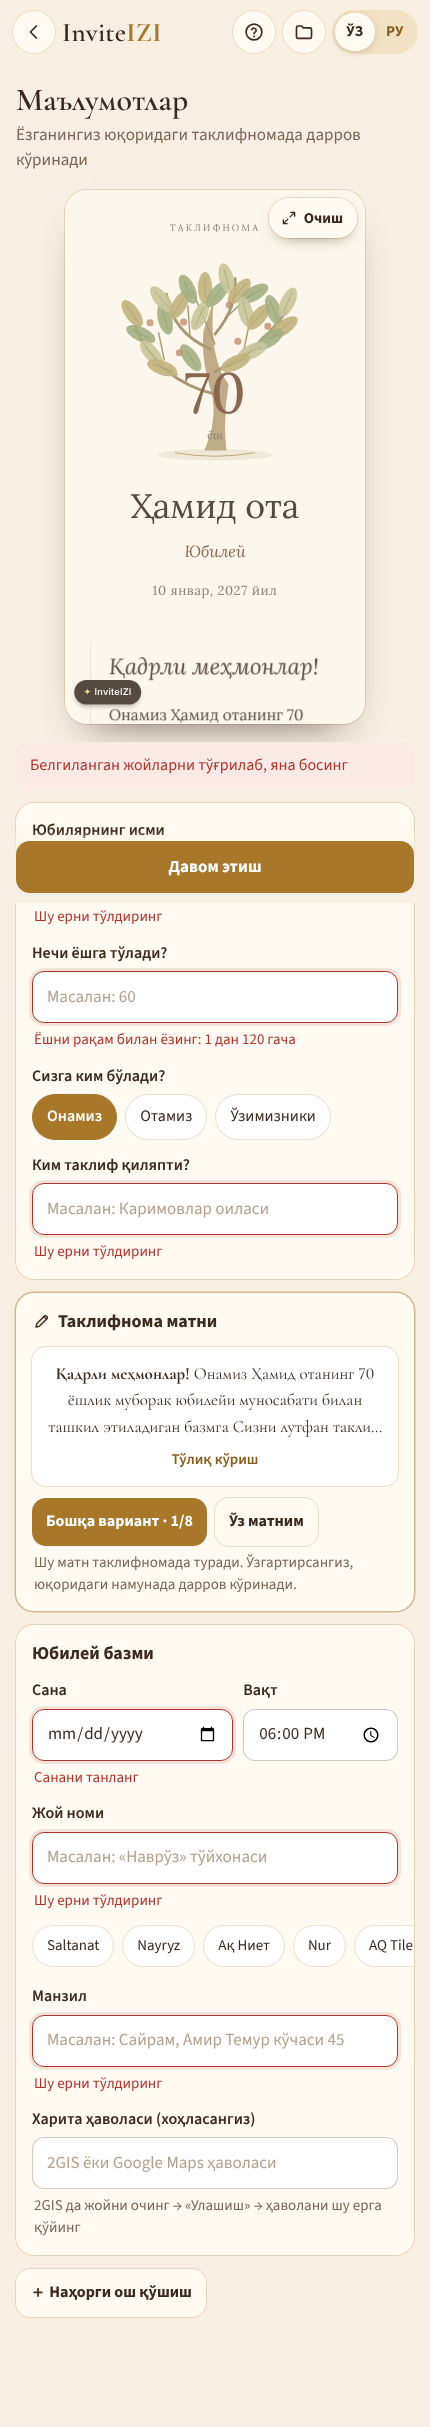 InviteIZI
ЎЗ
РУ
Маълумотлар
Ёзганингиз юқоридаги таклифномада дарров
кўринади
ТАКЛИФНОМА
Очиш
70
ёш
Ҳамид ота
Юбилей
10 январ, 2027 йил
Қадрли меҳмонлар!
✦ InviteIZI
Онамиз Ҳамид отанинг 70
Белгиланган жойларни тўғрилаб, яна босинг
Юбилярнинг исми
Давом этиш
Шу ерни тўлдиринг
Нечи ёшга тўлади?
Масалан: 60
Ёшни рақам билан ёзинг: 1 дан 120 гача
Сизга ким бўлади?
Онамиз
Отамиз
Ўзимизники
Ким таклиф қиляпти?
Масалан: Каримовлар оиласи
Шу ерни тўлдиринг
Таклифнома матни
Қадрли меҳмонлар! Онамиз Ҳамид отанинг 70
ёшлик муборак юбилейи муносабати билан
ташкил этиладиган базмга Сизни лутфан такли...
Тўлиқ кўриш
Бошқа вариант · 1/8
Ўз матним
Шу матн таклифномада туради. Ўзгартирсангиз,
юқоридаги намунада дарров кўринади.
Юбилей базми
Сана
Вақт
mm/dd/yyyy
06:00 PM
Санани танланг
Жой номи
Масалан: «Наврўз» тўйхонаси
Шу ерни тўлдиринг
Saltanat
Nayryz
Ақ Ниет
Nur
AQ Tile
Манзил
Масалан: Сайрам, Амир Темур кўчаси 45
Шу ерни тўлдиринг
Харита ҳаволаси (хоҳласангиз)
2GIS ёки Google Maps ҳаволаси
2GIS да жойни очинг → «Улашиш» → ҳаволани шу ерга
қўйинг
+ Наҳорги ош қўшиш